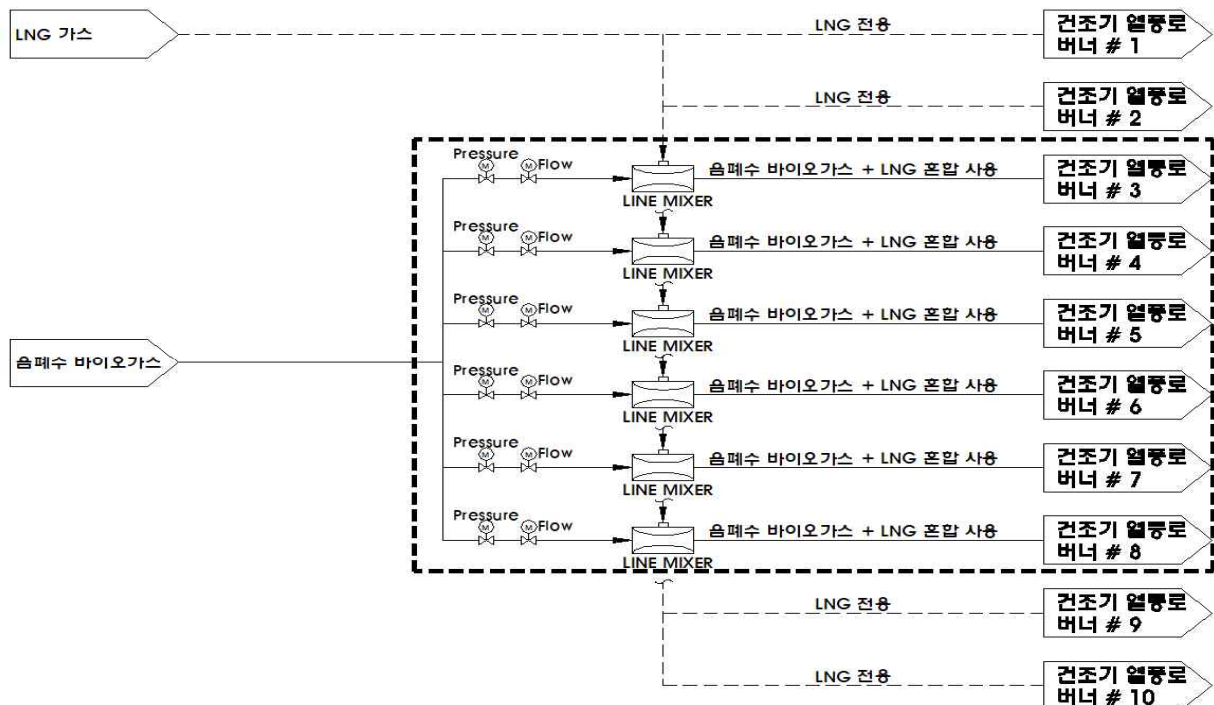 LNG 가스
LNG 전용
건조기 열풍로
버너 # 1
LNG 전용
건조기 열풍로
버너 # 2
Pressure
M
M
Flow
음폐수 바이오가스 + LNG 혼합 사용
LINE MIXER
건조기 열풍로
버너 # 3
Pressure
M
M
Flow
음폐수 바이오가스 + LNG 혼합 사용
LINE MIXER
건조기 열풍로
버너 # 4
Pressure
M
M
Flow
음폐수 바이오가스 + LNG 혼합 사용
LINE MIXER
건조기 열풍로
버너 # 5
음폐수 바이오가스
Pressure
M
M
Flow
음폐수 바이오가스 + LNG 혼합 사용
LINE MIXER
건조기 열풍로
버너 # 6
Pressure
M
M
Flow
음폐수 바이오가스 + LNG 혼합 사용
LINE MIXER
건조기 열풍로
버너 # 7
Pressure
M
M
Flow
음폐수 바이오가스 + LNG 혼합 사용
LINE MIXER
건조기 열풍로
버너 # 8
LNG 전용
건조기 열풍로
버너 # 9
LNG 전용
건조기 열풍로
버너 # 10